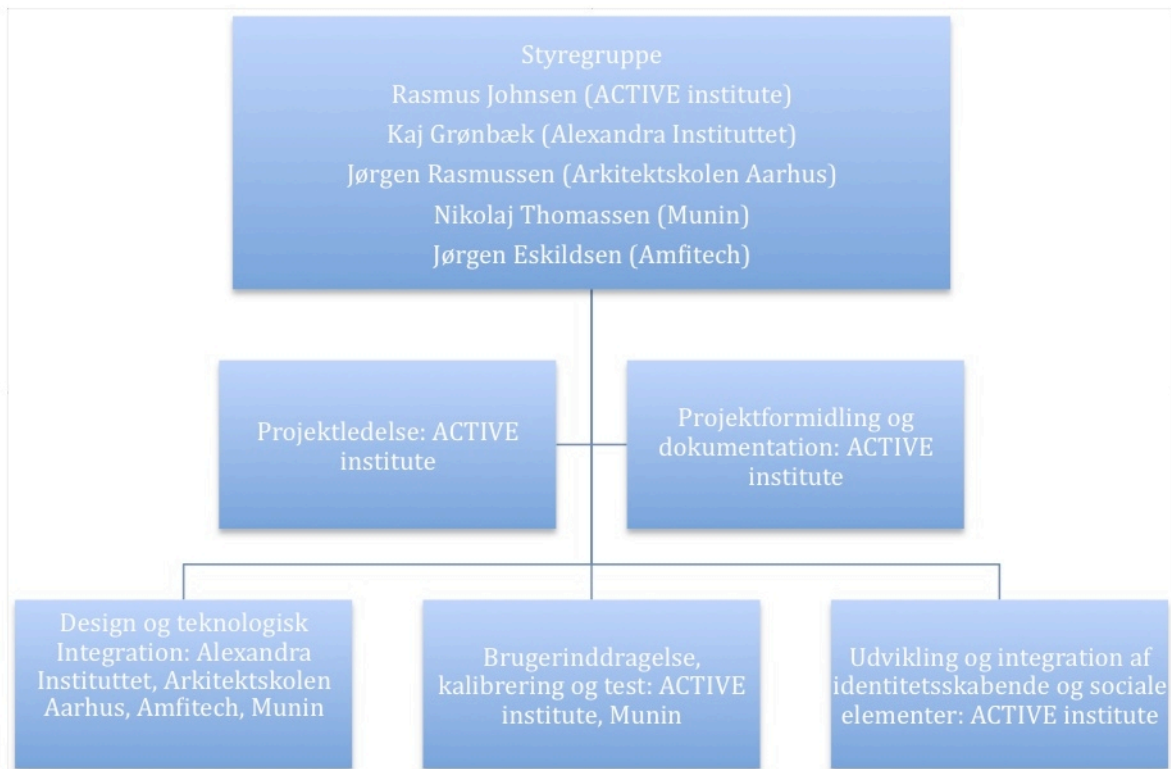 Styregruppe
Rasmus Johnsen (ACTIVE institute)
Kaj Grønbæk (Alexandra Instituttet)
Jørgen Rasmussen (Arkitektskolen Aarhus)
Nikolaj Thomassen (Munin)
Jørgen Eskildsen (Amfitech)
Projektledelse: ACTIVE
institute
Projektformidling og
dokumentation: ACTIVE
institute
Design og teknologisk
Integration: Alexandra
Instituttet, Arkitektskolen
Aarhus, Amfitech, Munin
Brugerinddragelse,
kalibrering og test: ACTIVE
institute, Munin
Udvikling og integration af
identitetsskabende og sociale
elementer: ACTIVE institute